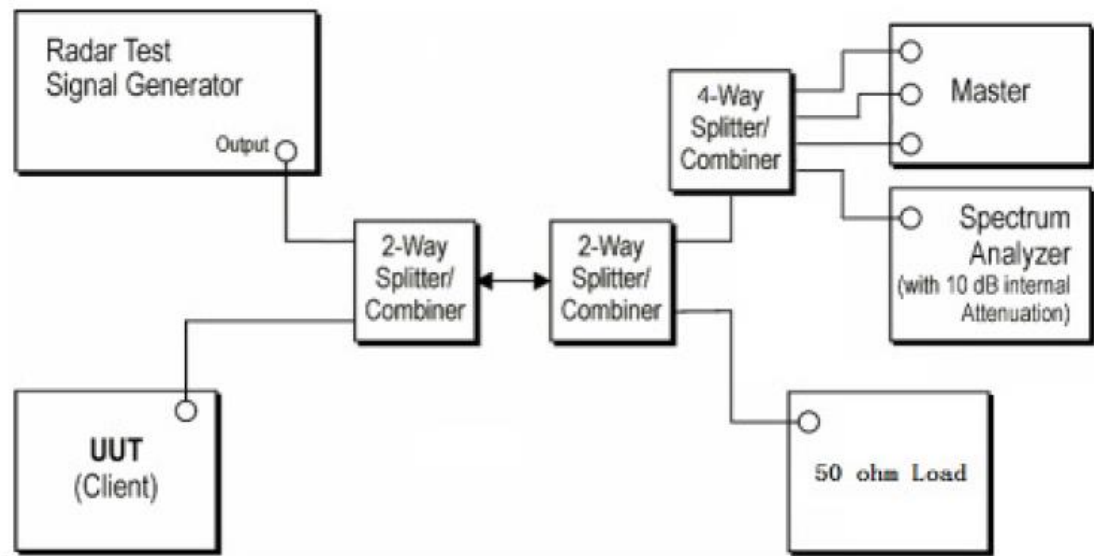 Radar Test
Signal Generator
Output
4-Way
Splitter/
Combiner
Master
2-Way
Splitter/
Combiner
2-Way
Splitter/
Combiner
Spectrum
Analyzer
(with 10 dB internal
Attenuation)
UUT
(Client)
50 ohm Load